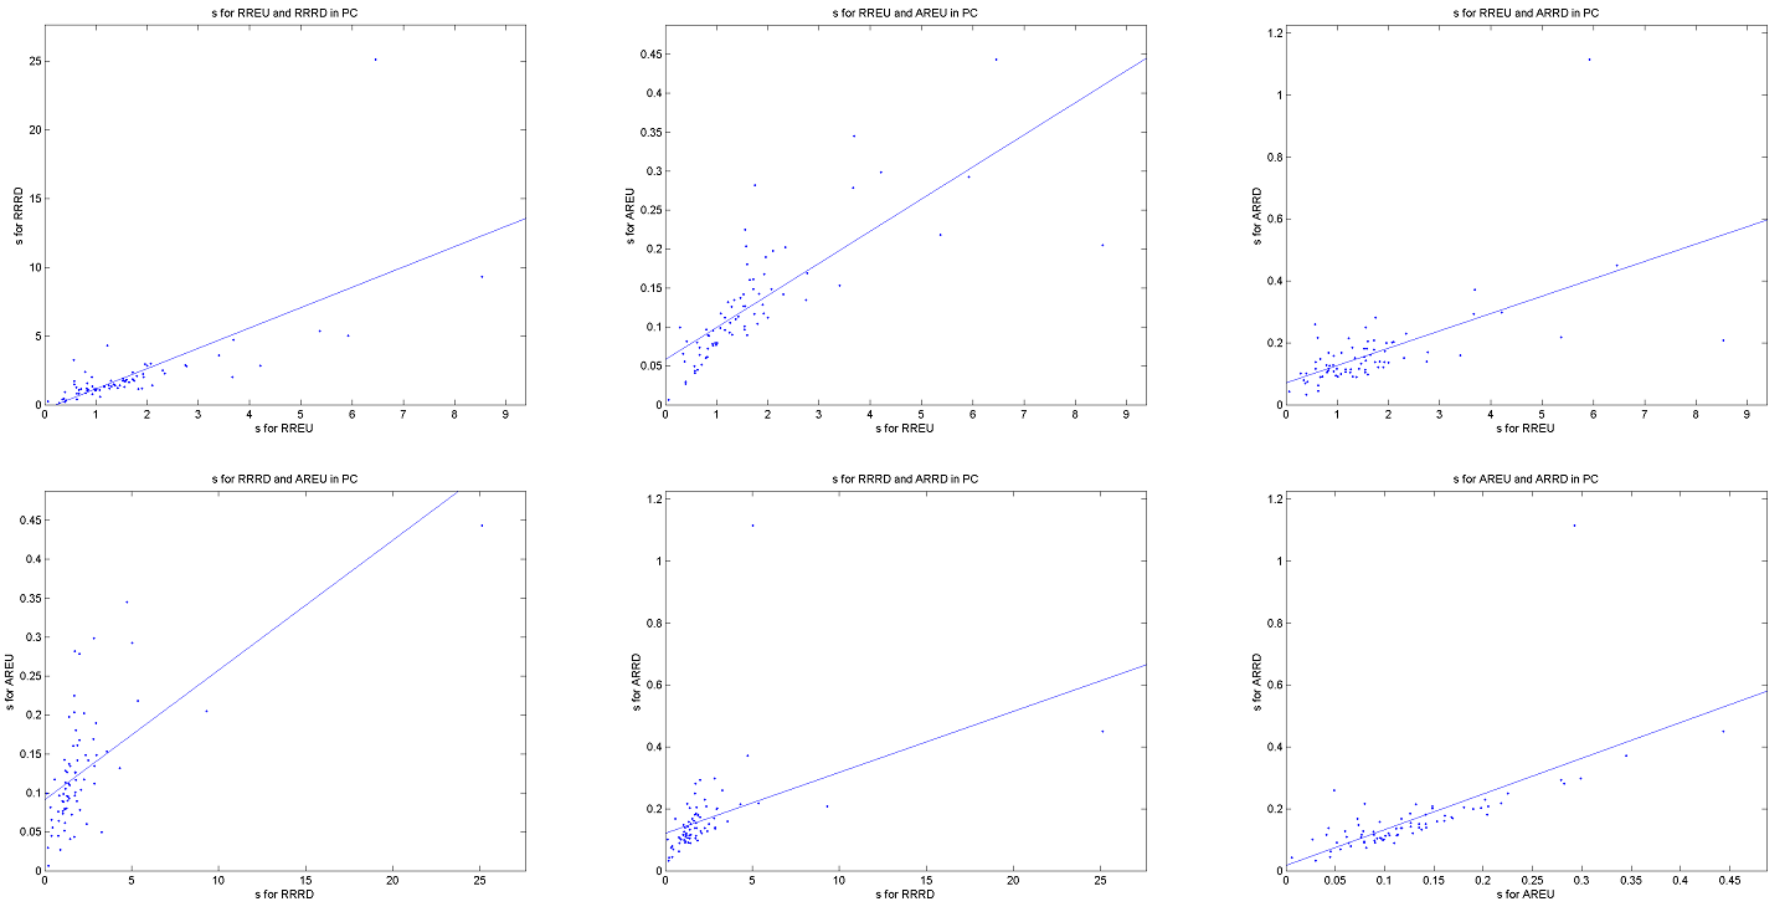 s for RREU and RRRD in PC
s for RRRD
25
20
15
10
5
0
0 1 2 3 4 5 6 7 8 9
s for RREU
s for RREU and AREU in PC
s for AREU
0.45
0.4
0.35
0.3
0.25
0.2
0.15
0.1
0.05
0
0 1 2 3 4 5 6 7 8 9
s for RREU
s for RREU and ARRD in PC
s for ARRD
1.2
1
0.8
0.6
0.4
0.2
0
0 1 2 3 4 5 6 7 8 9
s for RREU
s for RRRD and AREU in PC
s for AREU
0.45
0.4
0.35
0.3
0.25
0.2
0.15
0.1
0.05
0
0 5 10 15 20 25
s for RRRD
s for RRRD and ARRD in PC
s for ARRD
1.2
1
0.8
0.6
0.4
0.2
0
0 5 10 15 20 25
s for RRRD
s for AREU and ARRD in PC
s for ARRD
1.2
1
0.8
0.6
0.4
0.2
0
0 0.05 0.1 0.15 0.2 0.25 0.3 0.35 0.4 0.45
s for AREU